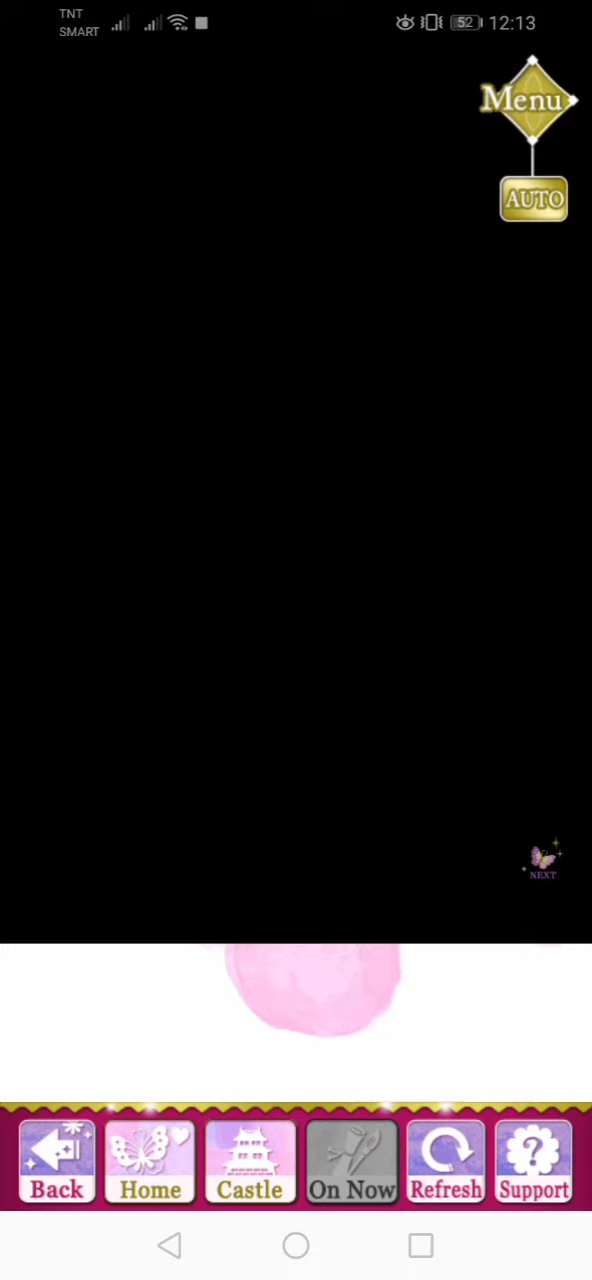 TNT
SMART
52 12:13
Menu
AUTO
NEXT
Back Home Castle On Now Refresh Support